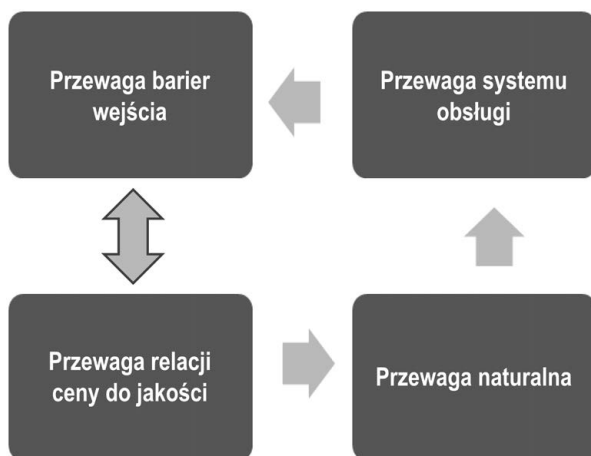 Przewaga barier
wejścia
Przewaga systemu
obsługi
Przewaga relacji
ceny do jakości
Przewaga naturalna